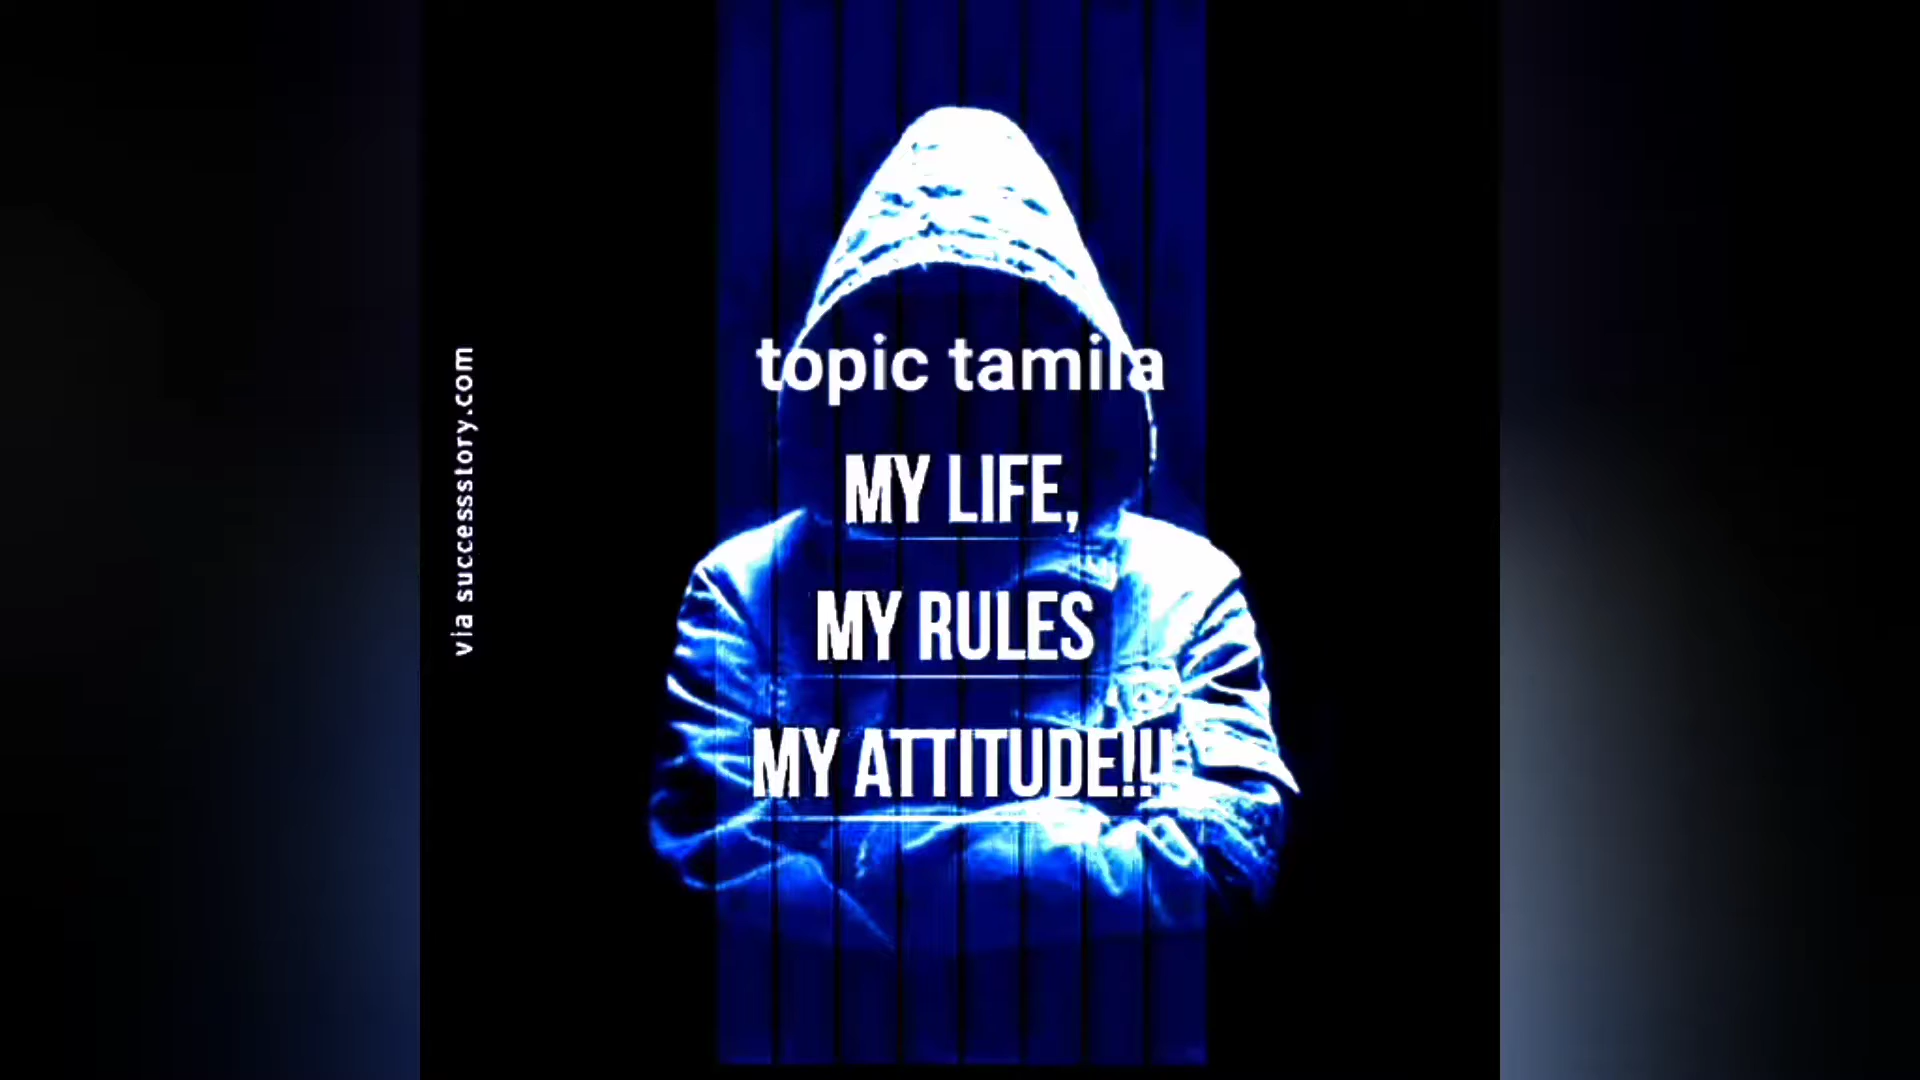 topic tamila
MY LIFE,
MY RULES
MY ATTITUDE!!!
via successstory.com